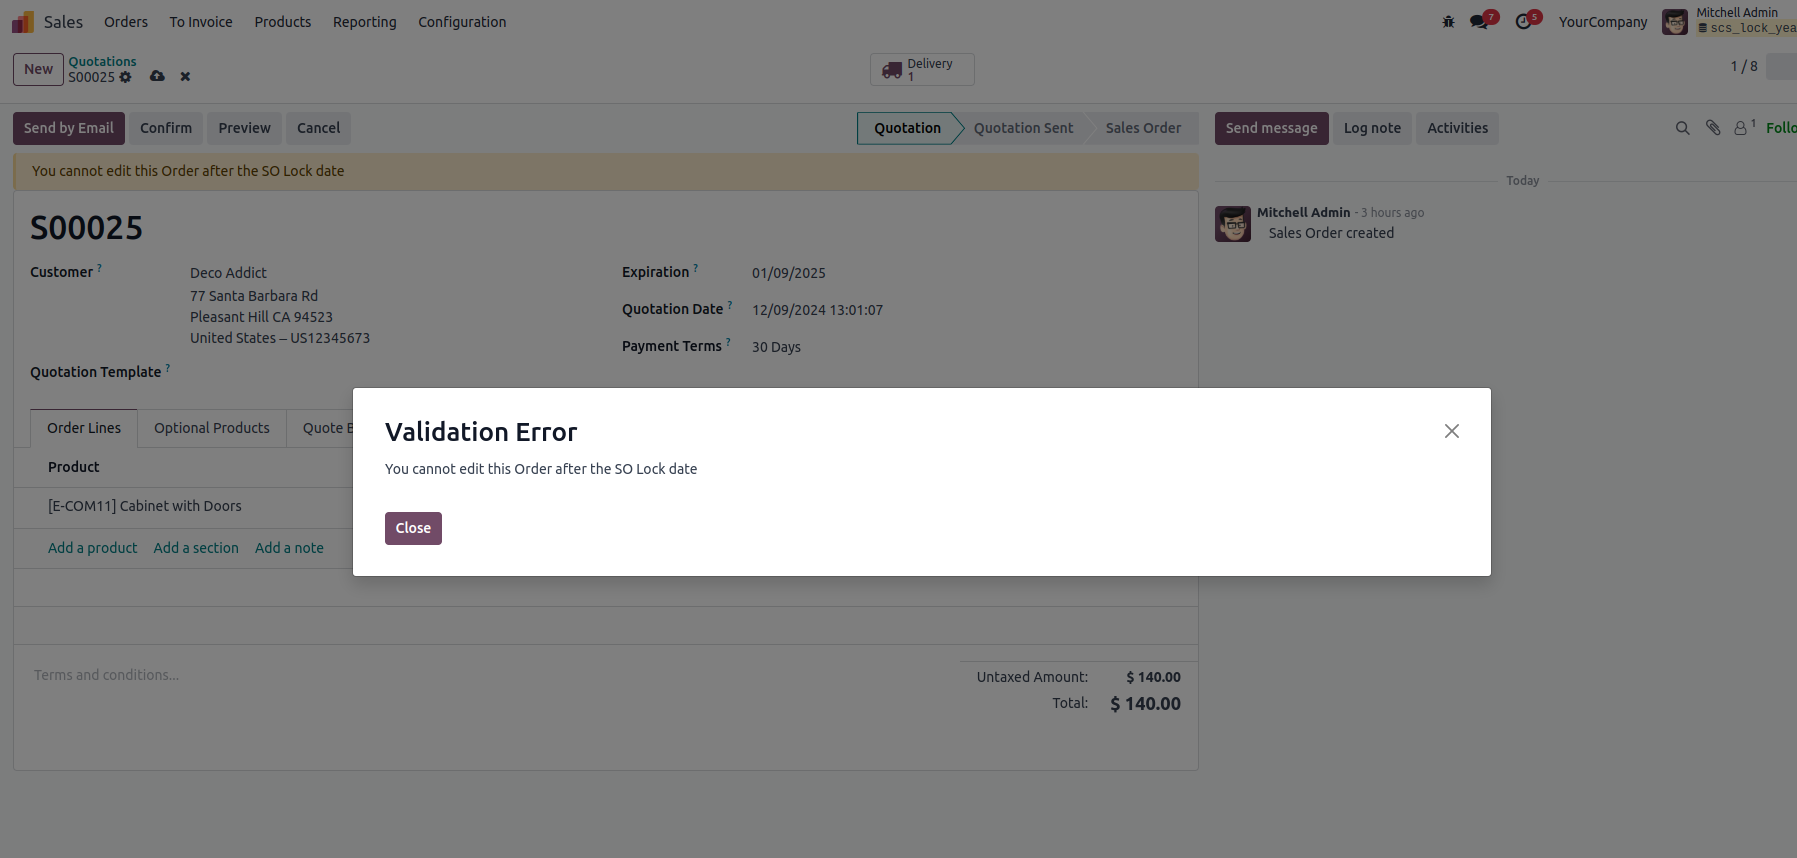 Sales Orders To Invoice Products Reporting Configuration 7 5 YourCompany Mitchell Admin
scs_lock_yea
New Quotations
S00025
Delivery
1
1 / 8
Send by Email Confirm Preview Cancel Quotation Quotation Sent Sales Order Send message Log note Activities 1 Follo
You cannot edit this Order after the SO Lock date
Today
S00025
Mitchell Admin - 3 hours ago
Sales Order created
Customer ? Deco Addict
77 Santa Barbara Rd
Pleasant Hill CA 94523
United States – US12345673
Expiration ? 01/09/2025
Quotation Date ? 12/09/2024 13:01:07
Payment Terms ? 30 Days
Quotation Template ?
Order Lines Optional Products Quote B
Validation Error
You cannot edit this Order after the SO Lock date
Close
Product
[E-COM11] Cabinet with Doors
Add a product Add a section Add a note
Terms and conditions...
Untaxed Amount: $ 140.00
Total: $ 140.00